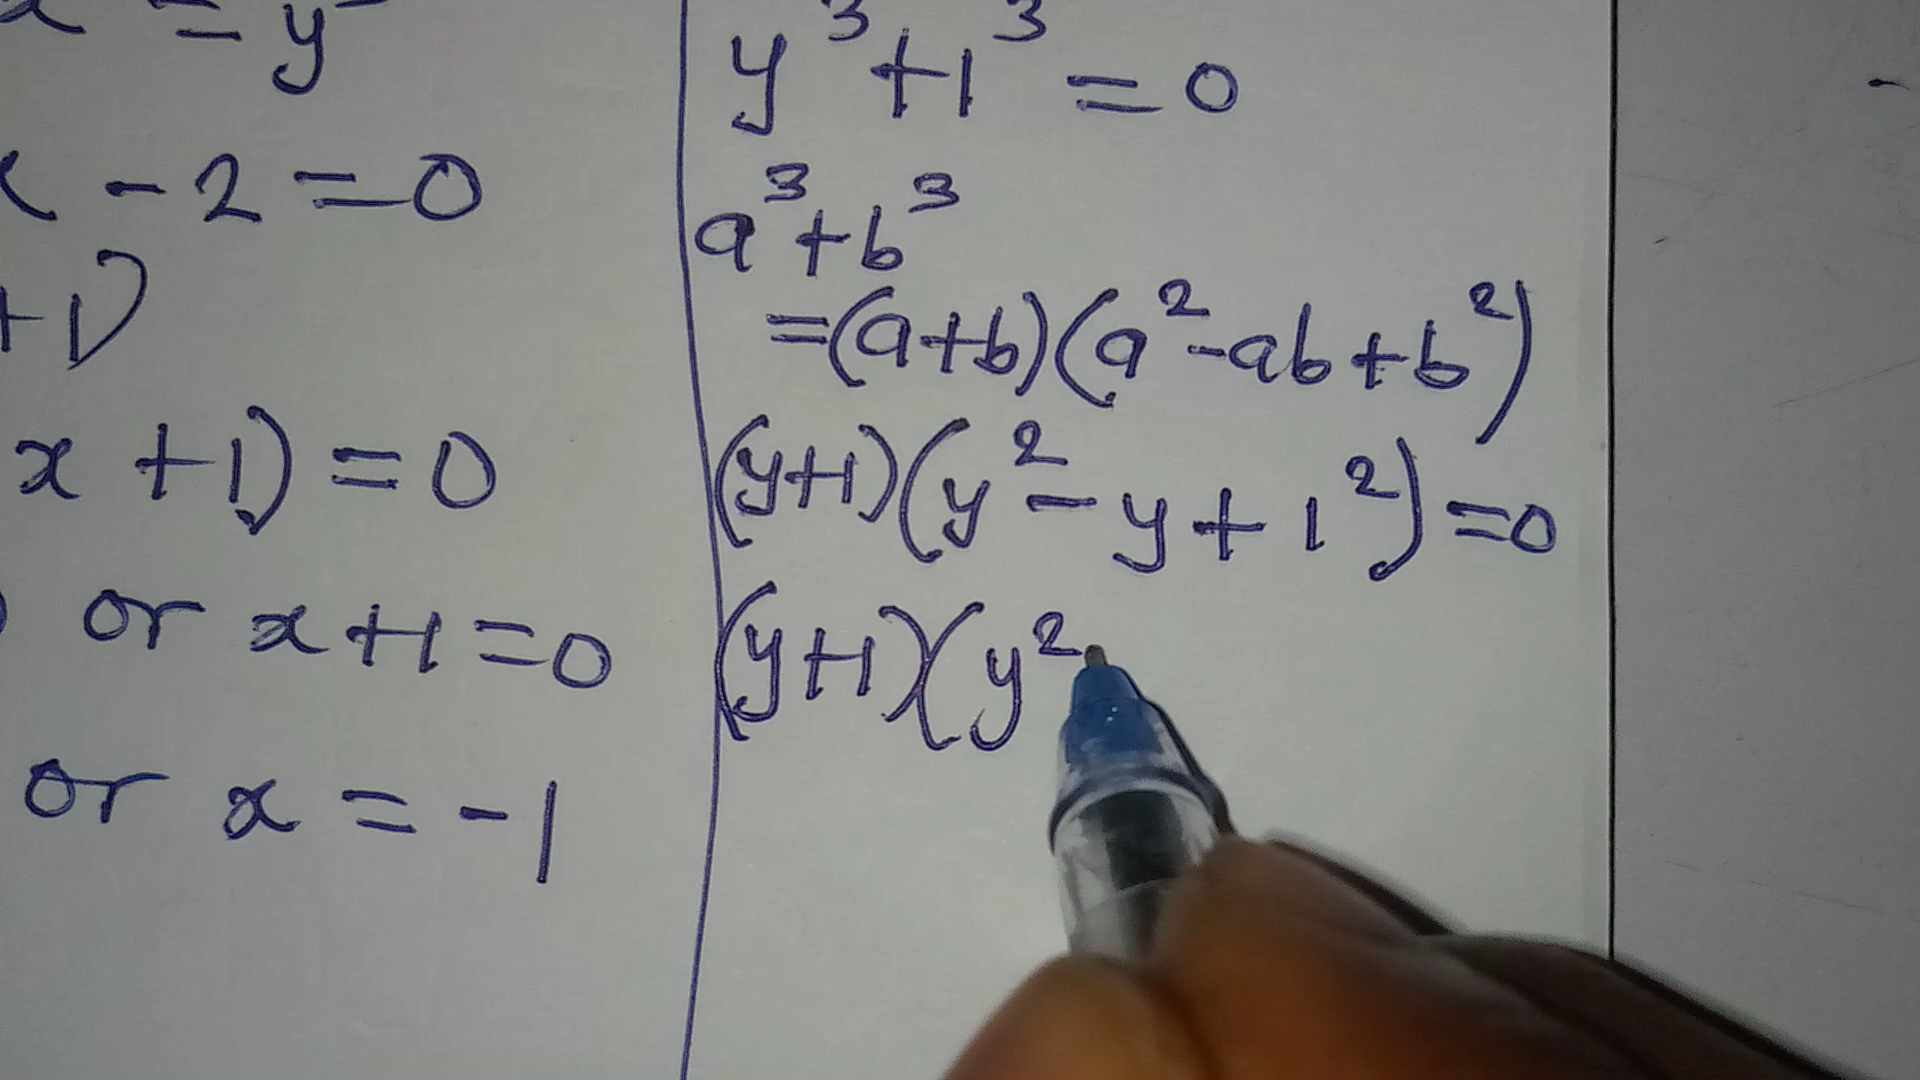 x = y
x - 2 = 0
+1)
x + 1) = 0
or x+1=0
or x = -1
y³+1³ = 0
a³+b³
=(a+b)(a²-ab+b²)
(y+1)(y²-y+1²)=0
(y+1)(y²